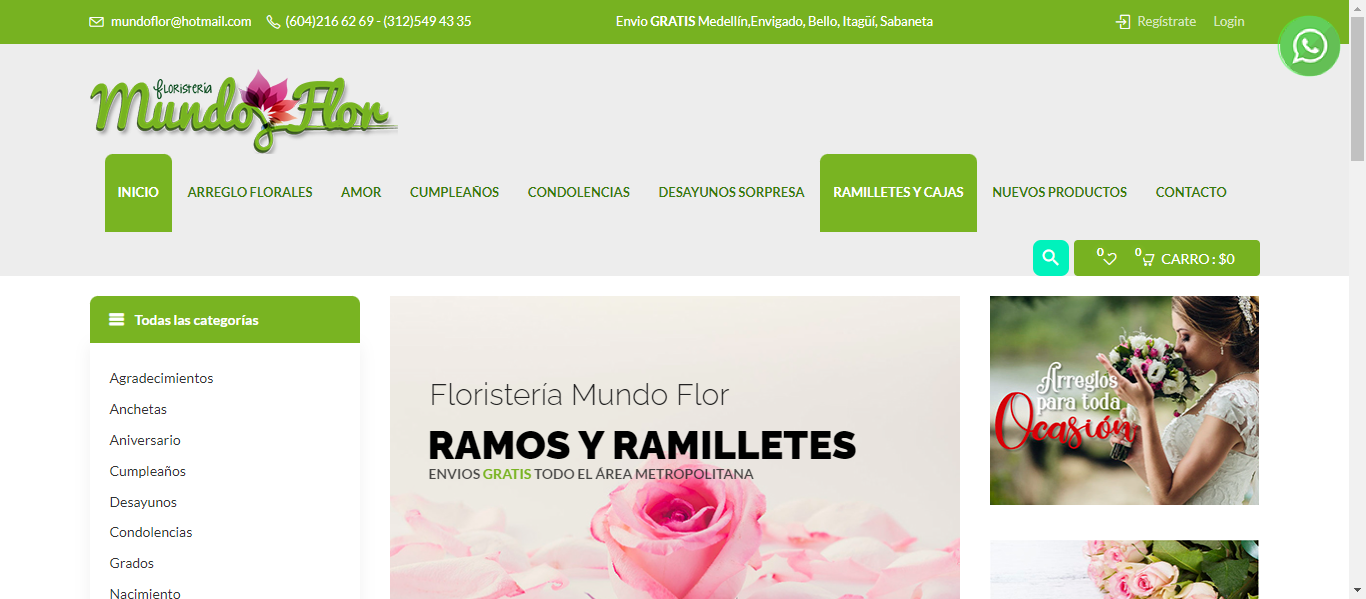 mundoflor@hotmail.com (604)216 62 69 - (312)549 43 35 Envio GRATIS Medellín,Envigado, Bello, Itagüí, Sabaneta Regístrate Login
Floristería
Mundo Flor
INICIO ARREGLO FLORALES AMOR CUMPLEAÑOS CONDOLENCIAS DESAYUNOS SORPRESA RAMILLETES Y CAJAS NUEVOS PRODUCTOS CONTACTO
0 0 CARRO : $0
Todas las categorías
Agradecimientos
Anchetas
Aniversario
Cumpleaños
Desayunos
Condolencias
Grados
Nacimiento
Floristería Mundo Flor
RAMOS Y RAMILLETES
ENVIOS GRATIS TODO EL ÁREA METROPOLITANA
Arreglos
para toda
Ocasión